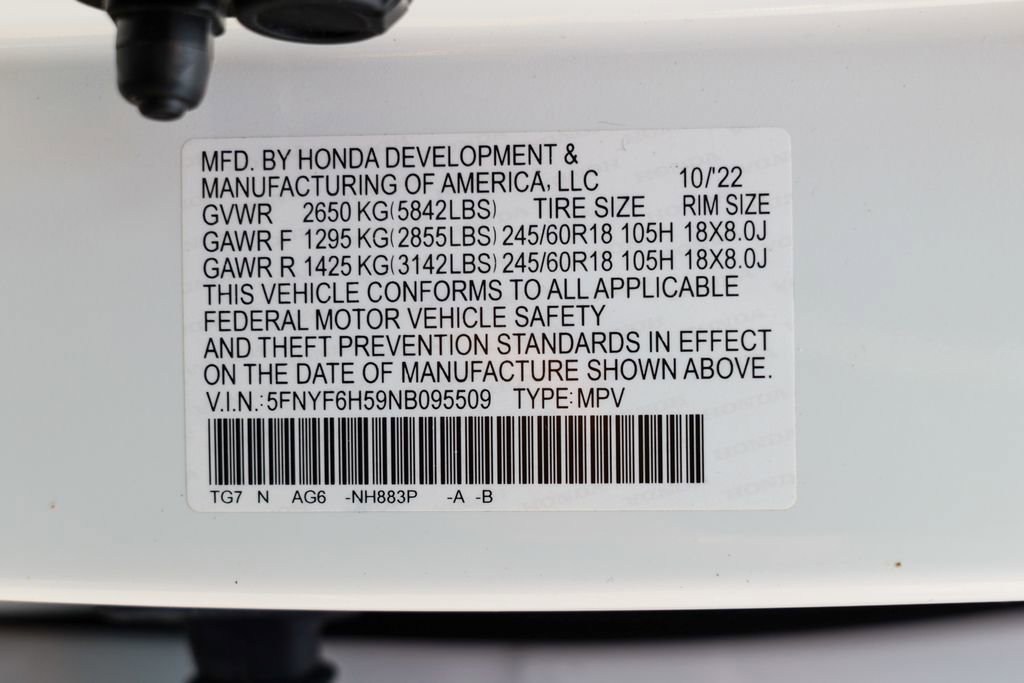 MFD. BY HONDA DEVELOPMENT &
MANUFACTURING OF AMERICA, LLC 10/'22
GVWR 2650 KG(5842LBS) TIRE SIZE RIM SIZE
GAWR F 1295 KG(2855LBS) 245/60R18 105H 18X8.0J
GAWR R 1425 KG(3142LBS) 245/60R18 105H 18X8.0J
THIS VEHICLE CONFORMS TO ALL APPLICABLE
FEDERAL MOTOR VEHICLE SAFETY
AND THEFT PREVENTION STANDARDS IN EFFECT
ON THE DATE OF MANUFACTURE SHOWN ABOVE.
V.I.N.: 5FNYF6H59NB095509 TYPE: MPV
TG7 N AG6 -NH883P -A -B